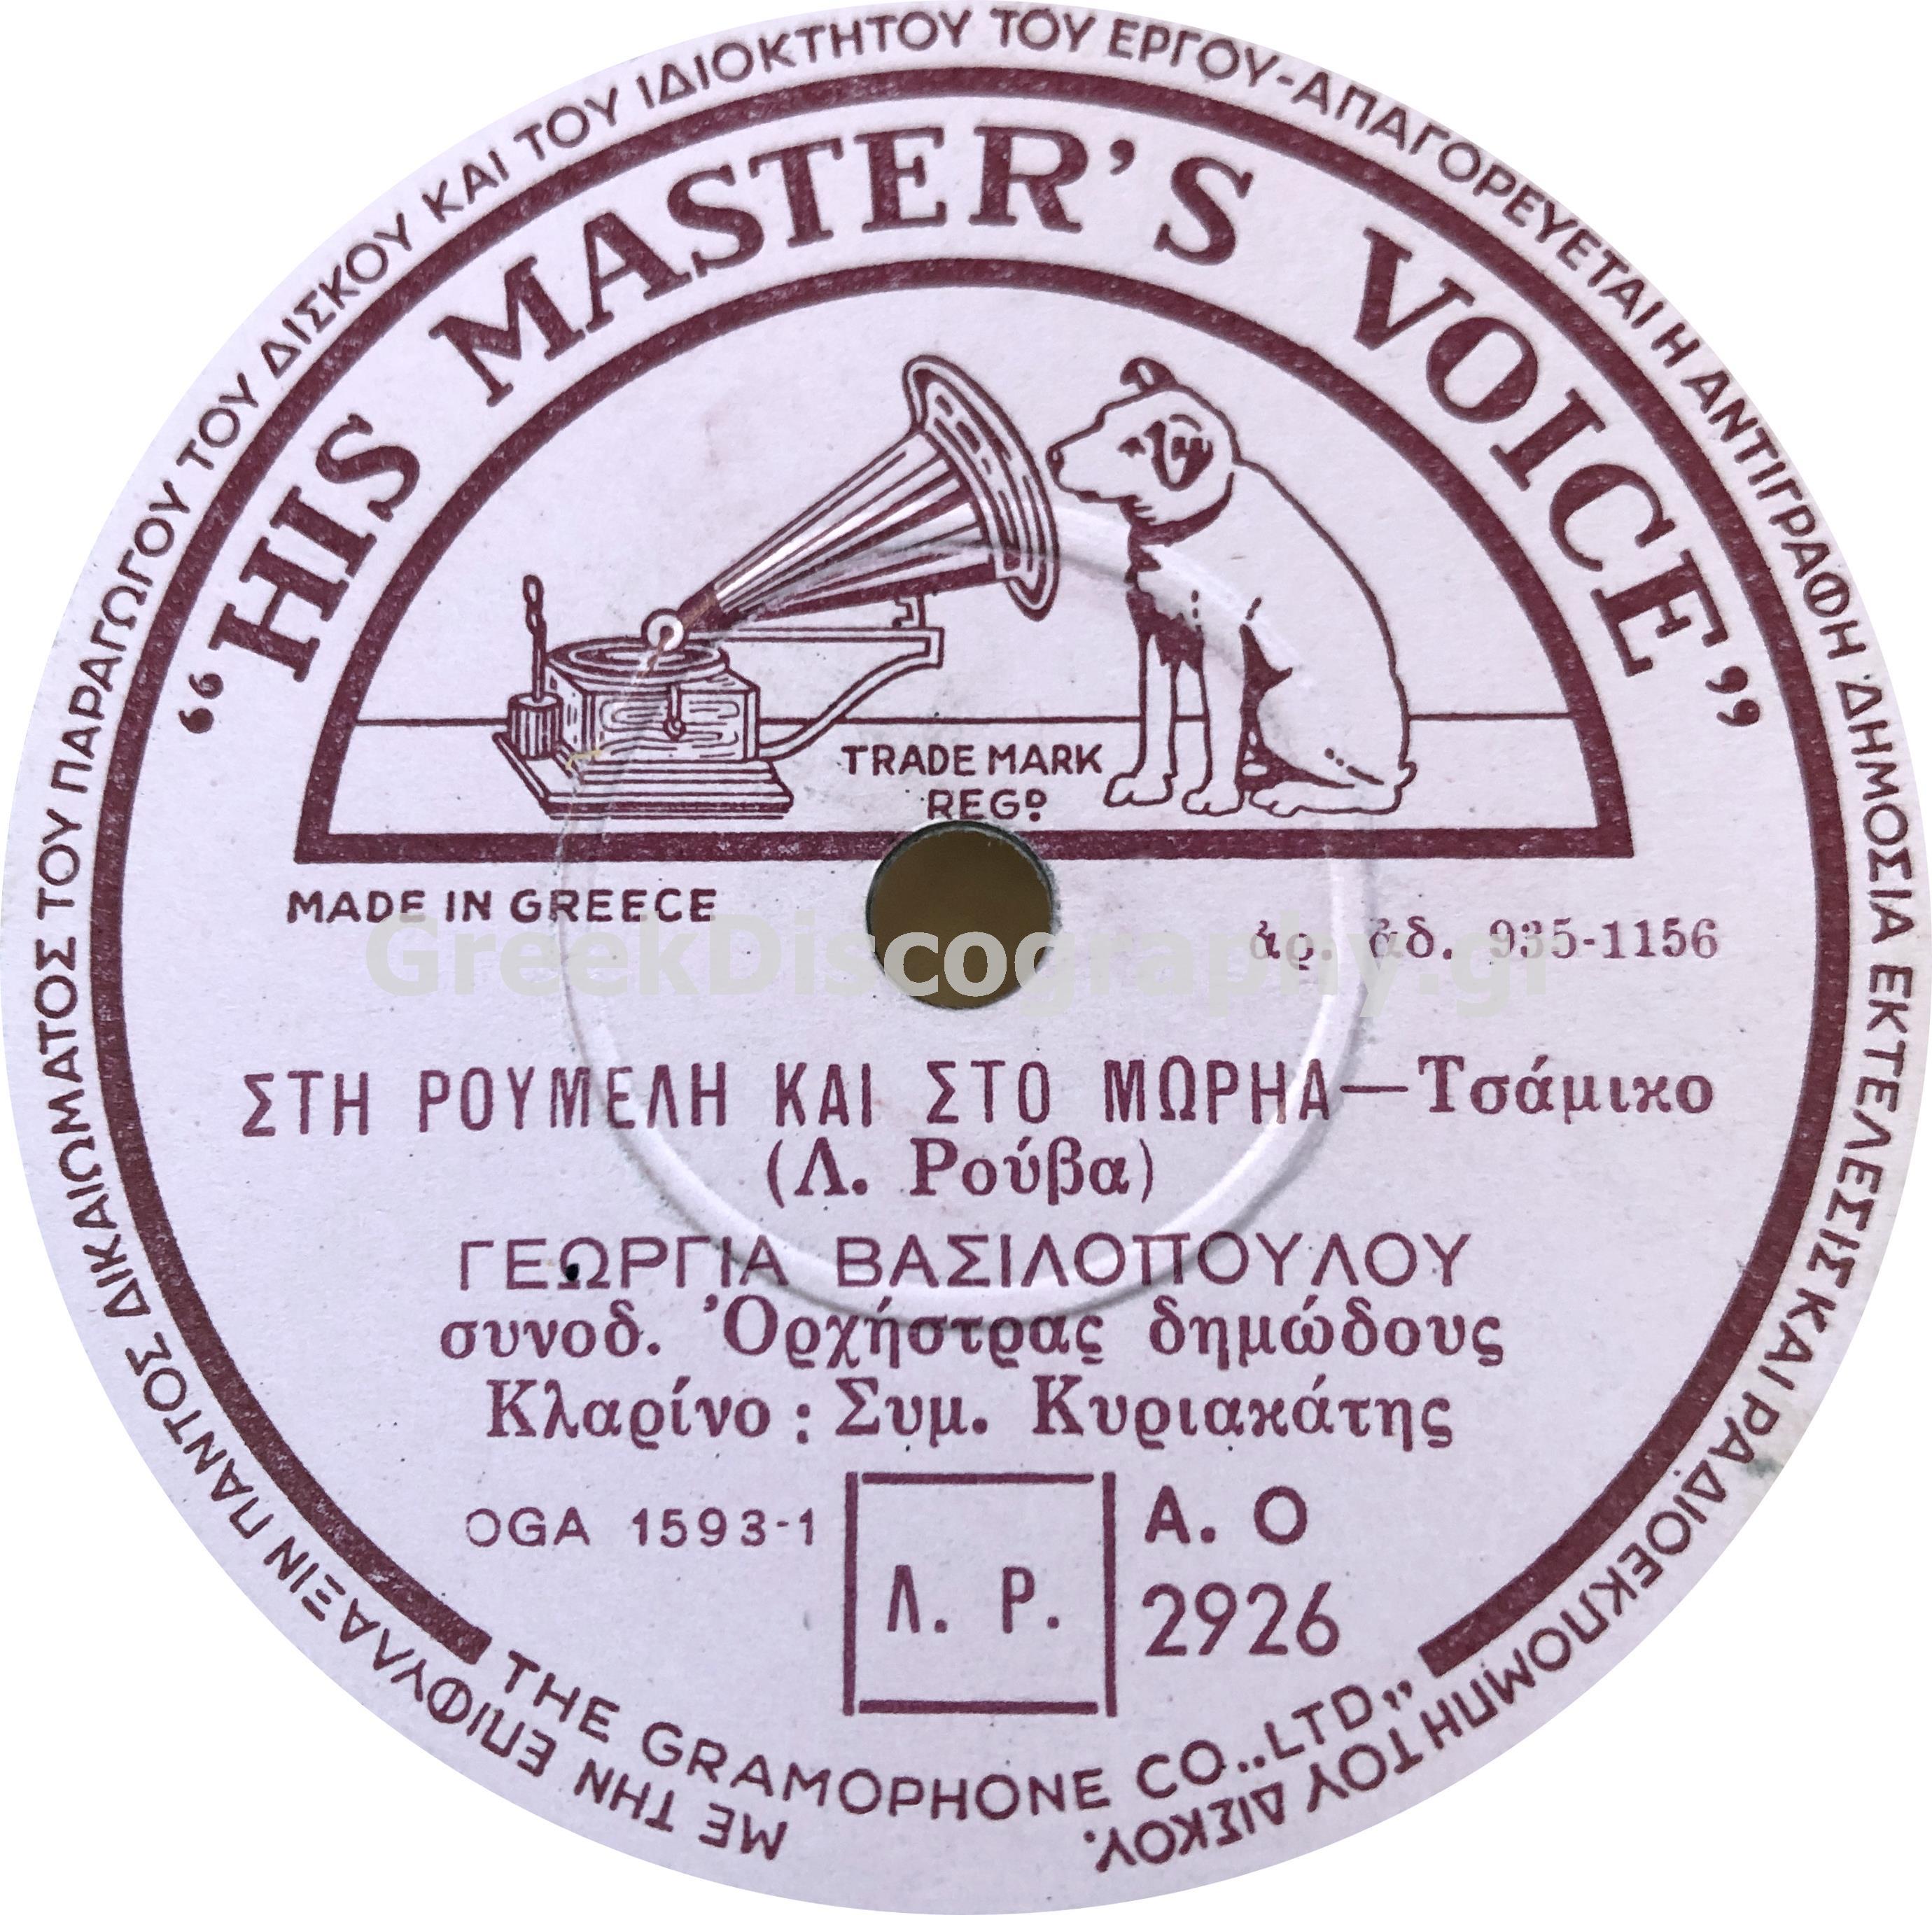 ΜΕ ΤΗΝ ΕΠΙΦΥΛΑΞΙΝ ΠΑΝΤΟΣ ΔΙΚΑΙΩΜΑΤΟΣ ΤΟΥ ΠΑΡΑΓΩΓΟΥ ΤΟΥ ΔΙΣΚΟΥ ΚΑΙ ΤΟΥ ΙΔΙΟΚΤΗΤΟΥ ΤΟΥ ΕΡΓΟΥ-ΑΠΑΓΟΡΕΥΕΤΑΙ Η ΑΝΤΙΓΡΑΦΗ ΔΗΜΟΣΙΑ ΕΚΤΕΛΕΣΙΣ ΚΑΙ ΡΑΔΙΟΕΚΠΟΜΠΗ ΤΟΥ ΔΙΣΚΟΥ.
“HIS MASTER’S VOICE”
TRADE MARK
REGD
MADE IN GREECE
ἀρ. ἀδ. 935-1156
GreekDiscography.gr
ΣΤΗ ΡΟΥΜΕΛΗ ΚΑΙ ΣΤΟ ΜΩΡΗΑ—Τσάμικο
(Λ. Ρούβα)
ΓΕΩΡΓΙΑ ΒΑΣΙΛΟΠΟΥΛΟΥ
συνοδ. Ὀρχήστρας δημώδους
Κλαρίνο : Συμ. Κυριακάτης
OGA 1593-1
Λ. Ρ.
A. O
2926
THE GRAMOPHONE CO..LTD„